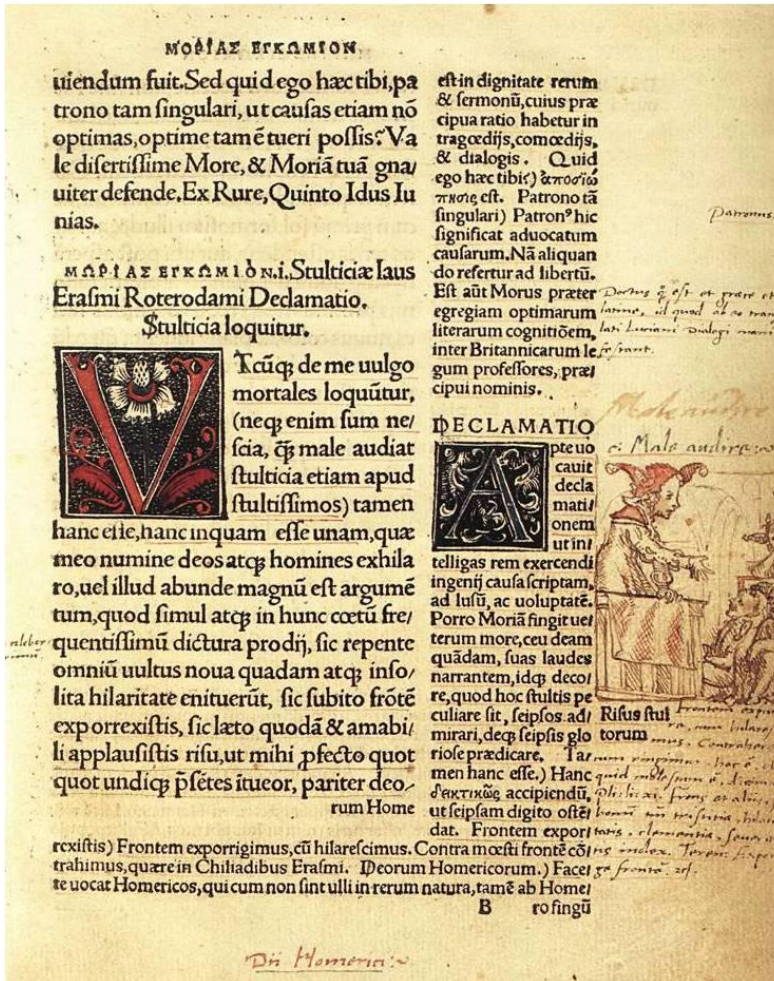 ΜΟΡΙΑΣ ΕΓΚΩΜΙΟΝ
uiendum fuit.Sed quid ego hæc tibi,pa
trono tam ſingulari, ut cauſas etiam nõ
optimas,optime tamẽ tueri poſſis? Va
le diſertiſſime More,& Moriã tuã gna/
uiter defende.Ex Rure,Quinto Idus Iu
nias.
ΜΩΡΙΑΣ ΕΓΚΩΜΙΟΝ.i.Stulticiæ laus
Eraſmi Roterodami Declamatio.
Stulticia loquitur.
VTcũq; de me uulgo
mortales loquũtur,
(neq; enim ſum ne/
ſcia, q̃ȝ male audiat
ſtulticia etiam apud
ſtultiſſimos) tamen
hanc eſſe,hanc inquam eſſe unam,quæ
meo numine deos atq; homines exhila
ro,uel illud abunde magnũ eſt argumẽ
tum,quod ſimul atq; in hunc cœtũ fre/
quentiſſimũ dictura prodij, ſic repente
omniũ uultus noua quadam atq; inſo/
lita hilaritate enituerũt, ſic ſubito frõtẽ
exporrexiſtis, ſic læto quodã & amabi/
li applauſiſtis riſu,ut mihi ꝓfecto quot
quot undiq; p̃ſẽtes ĩtueor, pariter deo/
rum Home
eſt in dignitate rerum
& ſermonũ,cuius præ
cipua ratio habetur in
tragœdijs,comœdijs,
& dialogis. Quid
ego hæc tibi?) ἀποσιώ
πησις eſt. Patrono tã
ſingulari) Patronꝰ hic
ſignificat aduocatum
cauſarum.Nã aliquan
do refertur ad libertũ.
Eſt aũt Morus præter
egregiam optimarum
literarum cognitiõem,
inter Britannicarum le
gum profeſſores, præ/
cipui nominis.
DECLAMATIO
Apte uo
cauit
decla
mati/
onem
ut in/
telligas rem exercendi
ingenij cauſa ſcriptam,
ad luſũ, ac uoluptatẽ.
Porro Moriã fingit ue/
terum more,ceu deam
quãdam, ſuas laudes
narrantem,idq; deco/
re,quod hoc ſtultis pe
culiare ſit, ſeipſos ad/
mirari,deq; ſeipſis glo
rioſe prædicare. Ta/
men hanc eſſe.) Hanc
δεικτικῶς accipiendũ,
ut ſeipſam digito oſtẽ/
dat. Frontem expor/
rexiſtis) Frontem exporrigimus,cũ hilareſcimus. Contra mœſti frontẽ cõ/
trahimus,quære in Chiliadibus Eraſmi. Deorum Homericorum.) Face/
te uocat Homericos,qui cum non ſint ulli in rerum natura,tamẽ ab Home/
B ro fingũ
Patronus
Male audire
c: Male audire
Riſus ſtul
torum
Dii Homerici:~